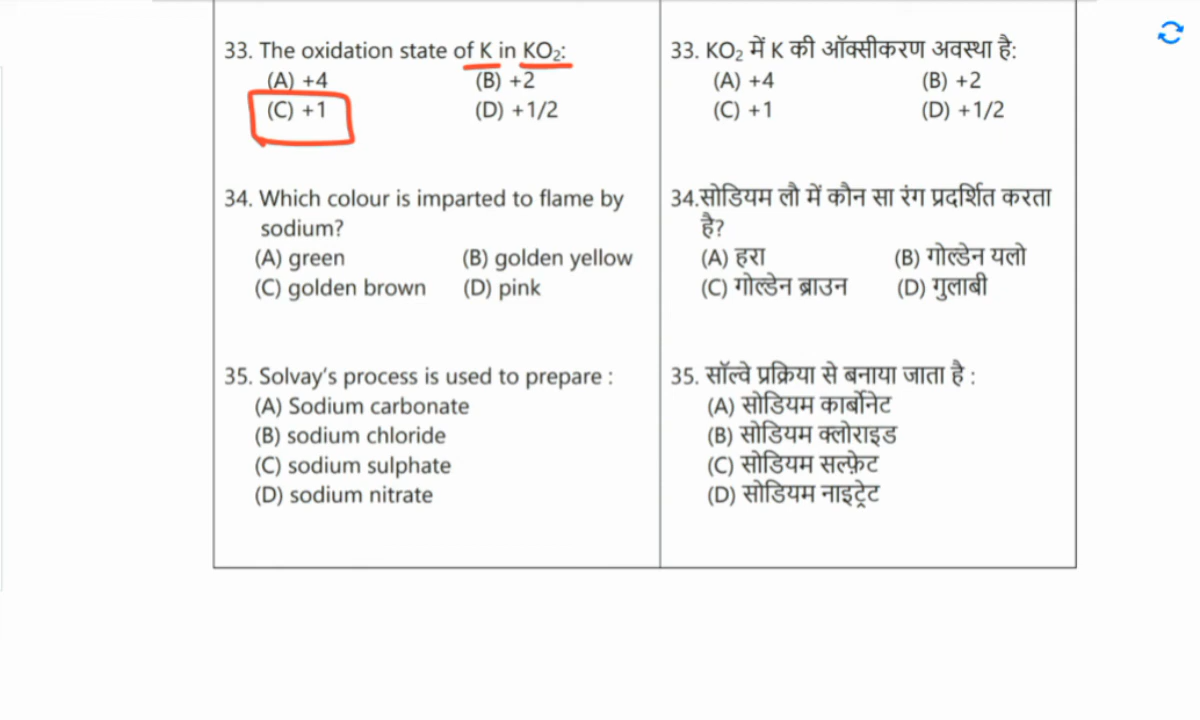 33. The oxidation state of K in KO₂:
(A) +4 (B) +2
(C) +1 (D) +1/2
34. Which colour is imparted to flame by
sodium?
(A) green (B) golden yellow
(C) golden brown (D) pink
35. Solvay's process is used to prepare :
(A) Sodium carbonate
(B) sodium chloride
(C) sodium sulphate
(D) sodium nitrate
33. KO₂ में K की ऑक्सीकरण अवस्था है:
(A) +4 (B) +2
(C) +1 (D) +1/2
34.सोडियम लौ में कौन सा रंग प्रदर्शित करता
है?
(A) हरा (B) गोल्डेन यलो
(C) गोल्डेन ब्राउन (D) गुलाबी
35. सॉल्वे प्रक्रिया से बनाया जाता है :
(A) सोडियम कार्बोनेट
(B) सोडियम क्लोराइड
(C) सोडियम सल्फ़ेट
(D) सोडियम नाइट्रेट